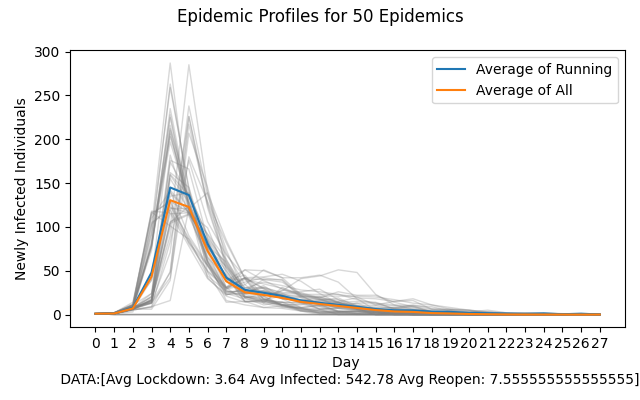 Epidemic Profiles for 50 Epidemics
300
250
200
150
100
50
0
Newly Infected Individuals
Average of Running
Average of All
0 1 2 3 4 5 6 7 8 9 10 11 12 13 14 15 16 17 18 19 20 21 22 23 24 25 26 27
Day
DATA:[Avg Lockdown: 3.64 Avg Infected: 542.78 Avg Reopen: 7.555555555555555]